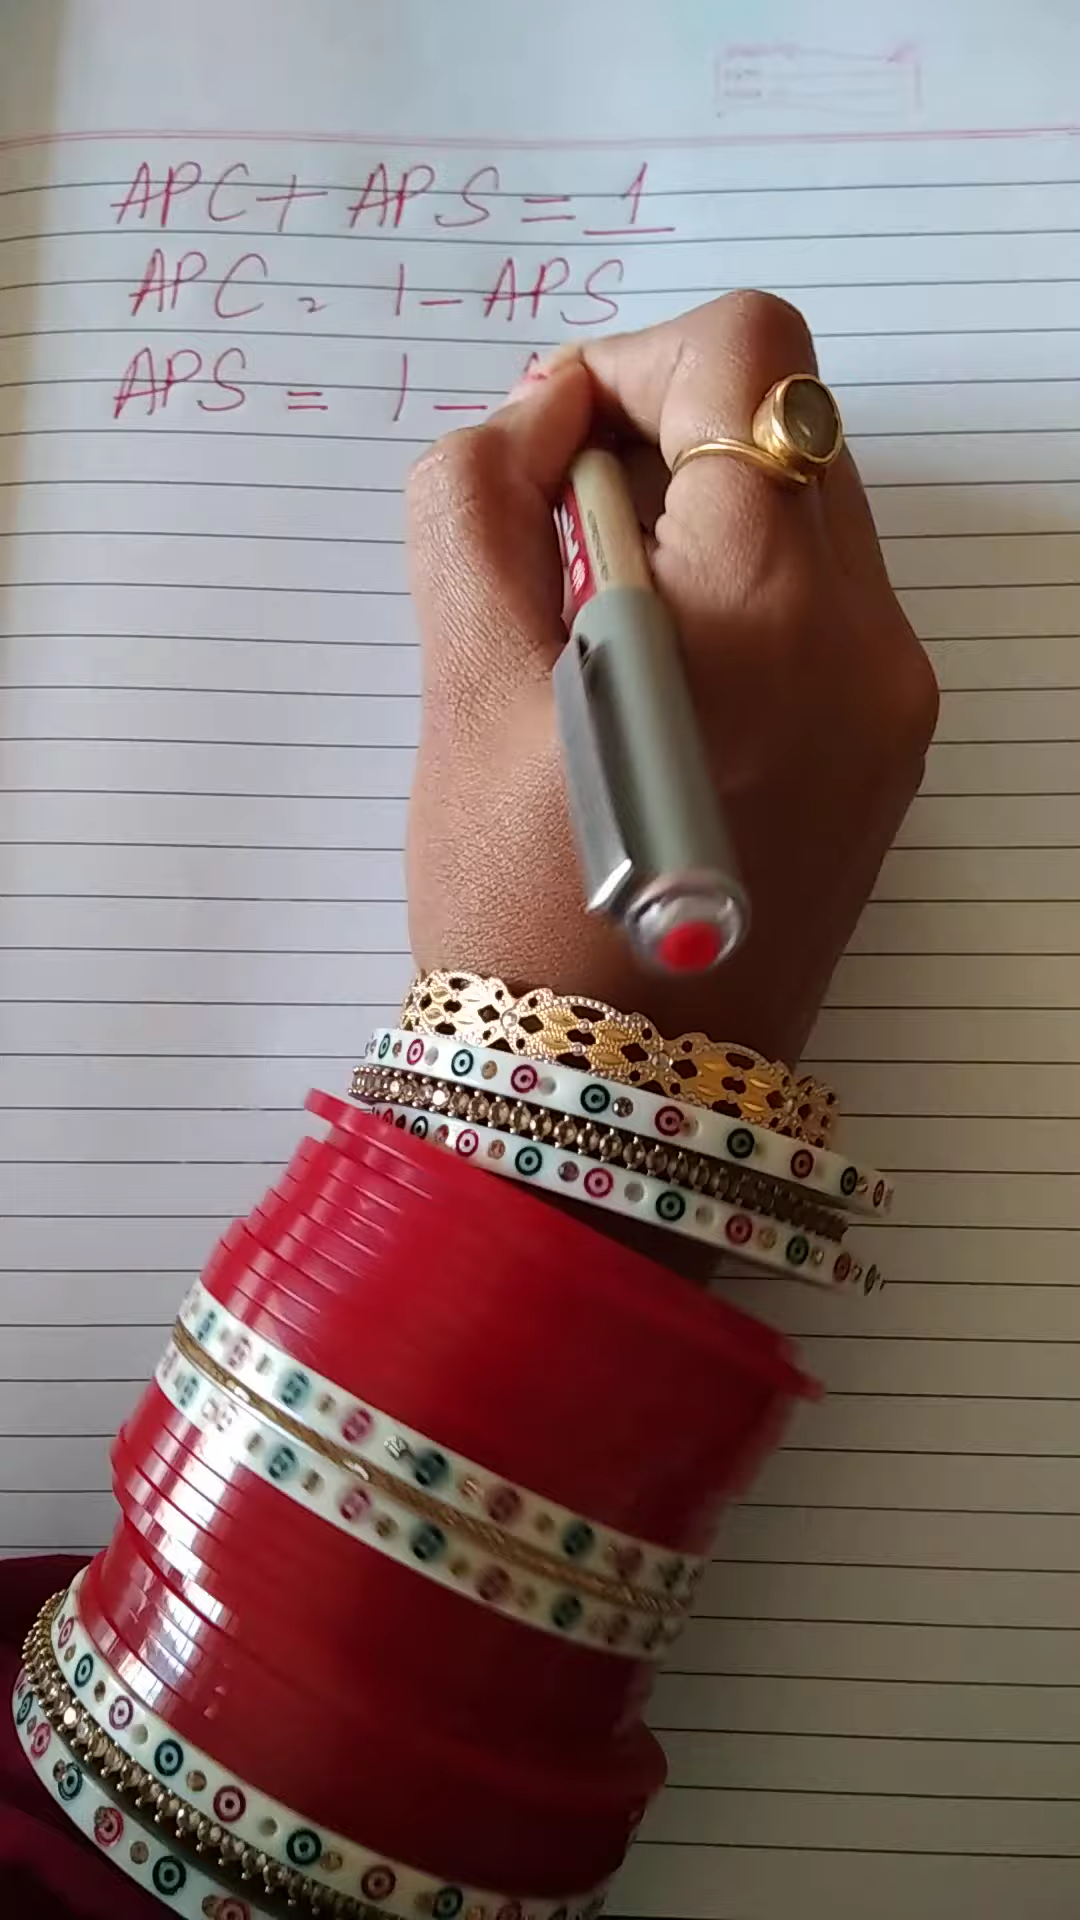 APC + APS = 1
APC = 1 - APS
APS = 1 -